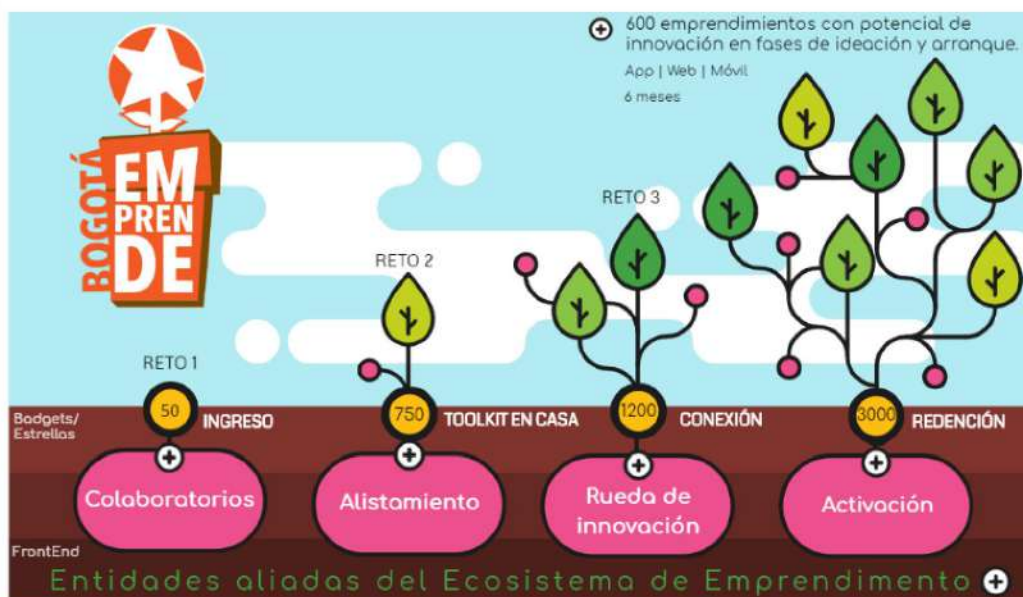 600 emprendimientos con potencial de
innovación en fases de ideación y arranque.
App | Web | Móvil
6 meses
BOGOTÁ
EM
PREN
DE
RETO 1
RETO 2
RETO 3
Badgets/
Estrellas
50
INGRESO
750
TOOLKIT EN CASA
1200
CONEXIÓN
3000
REDENCIÓN
Colaboratorios
Alistamiento
Rueda de
innovación
Activación
FrontEnd
Entidades aliadas del Ecosistema de Emprendimento